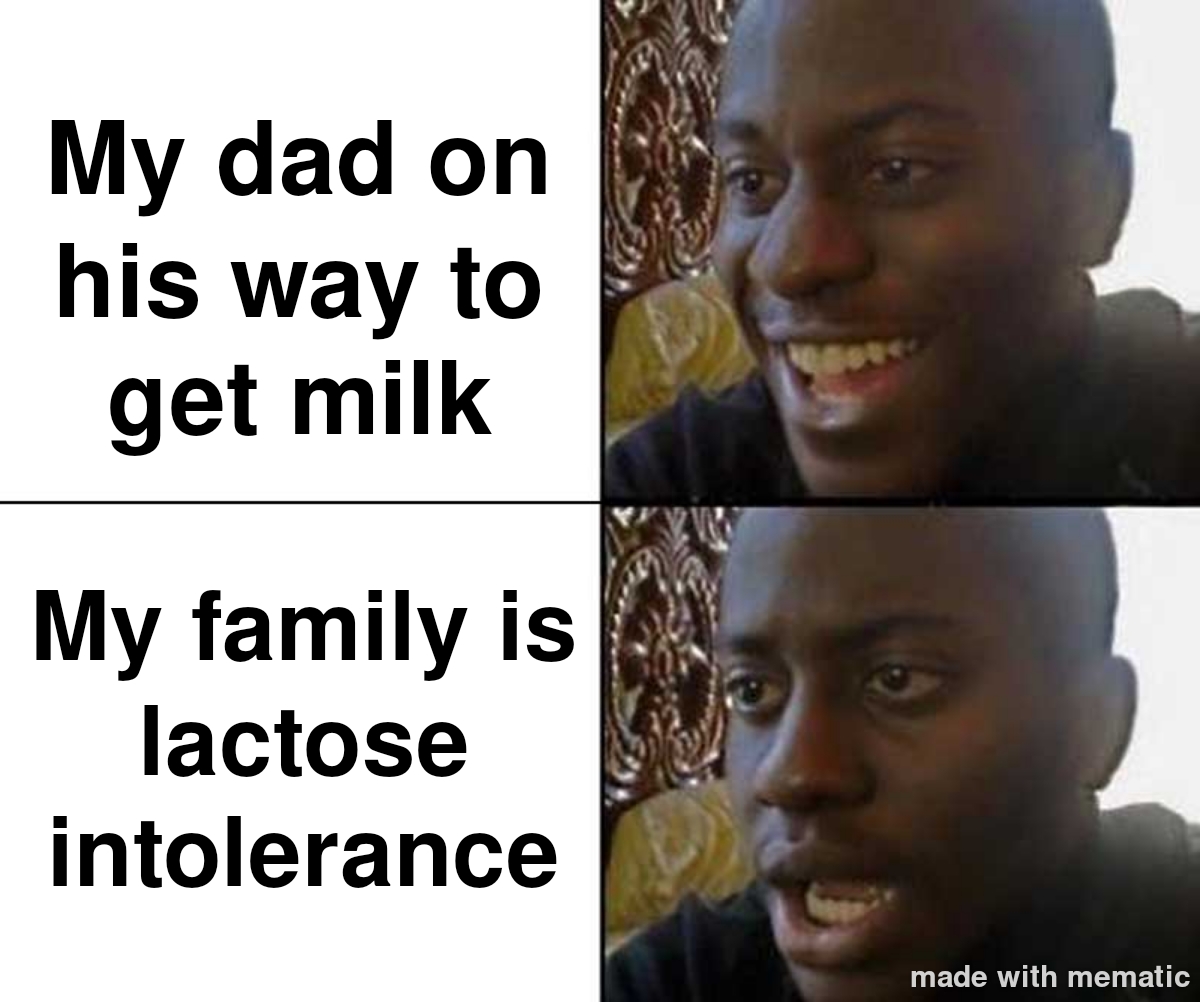 My dad on
his way to
get milk
My family is
lactose
intolerance
made with mematic